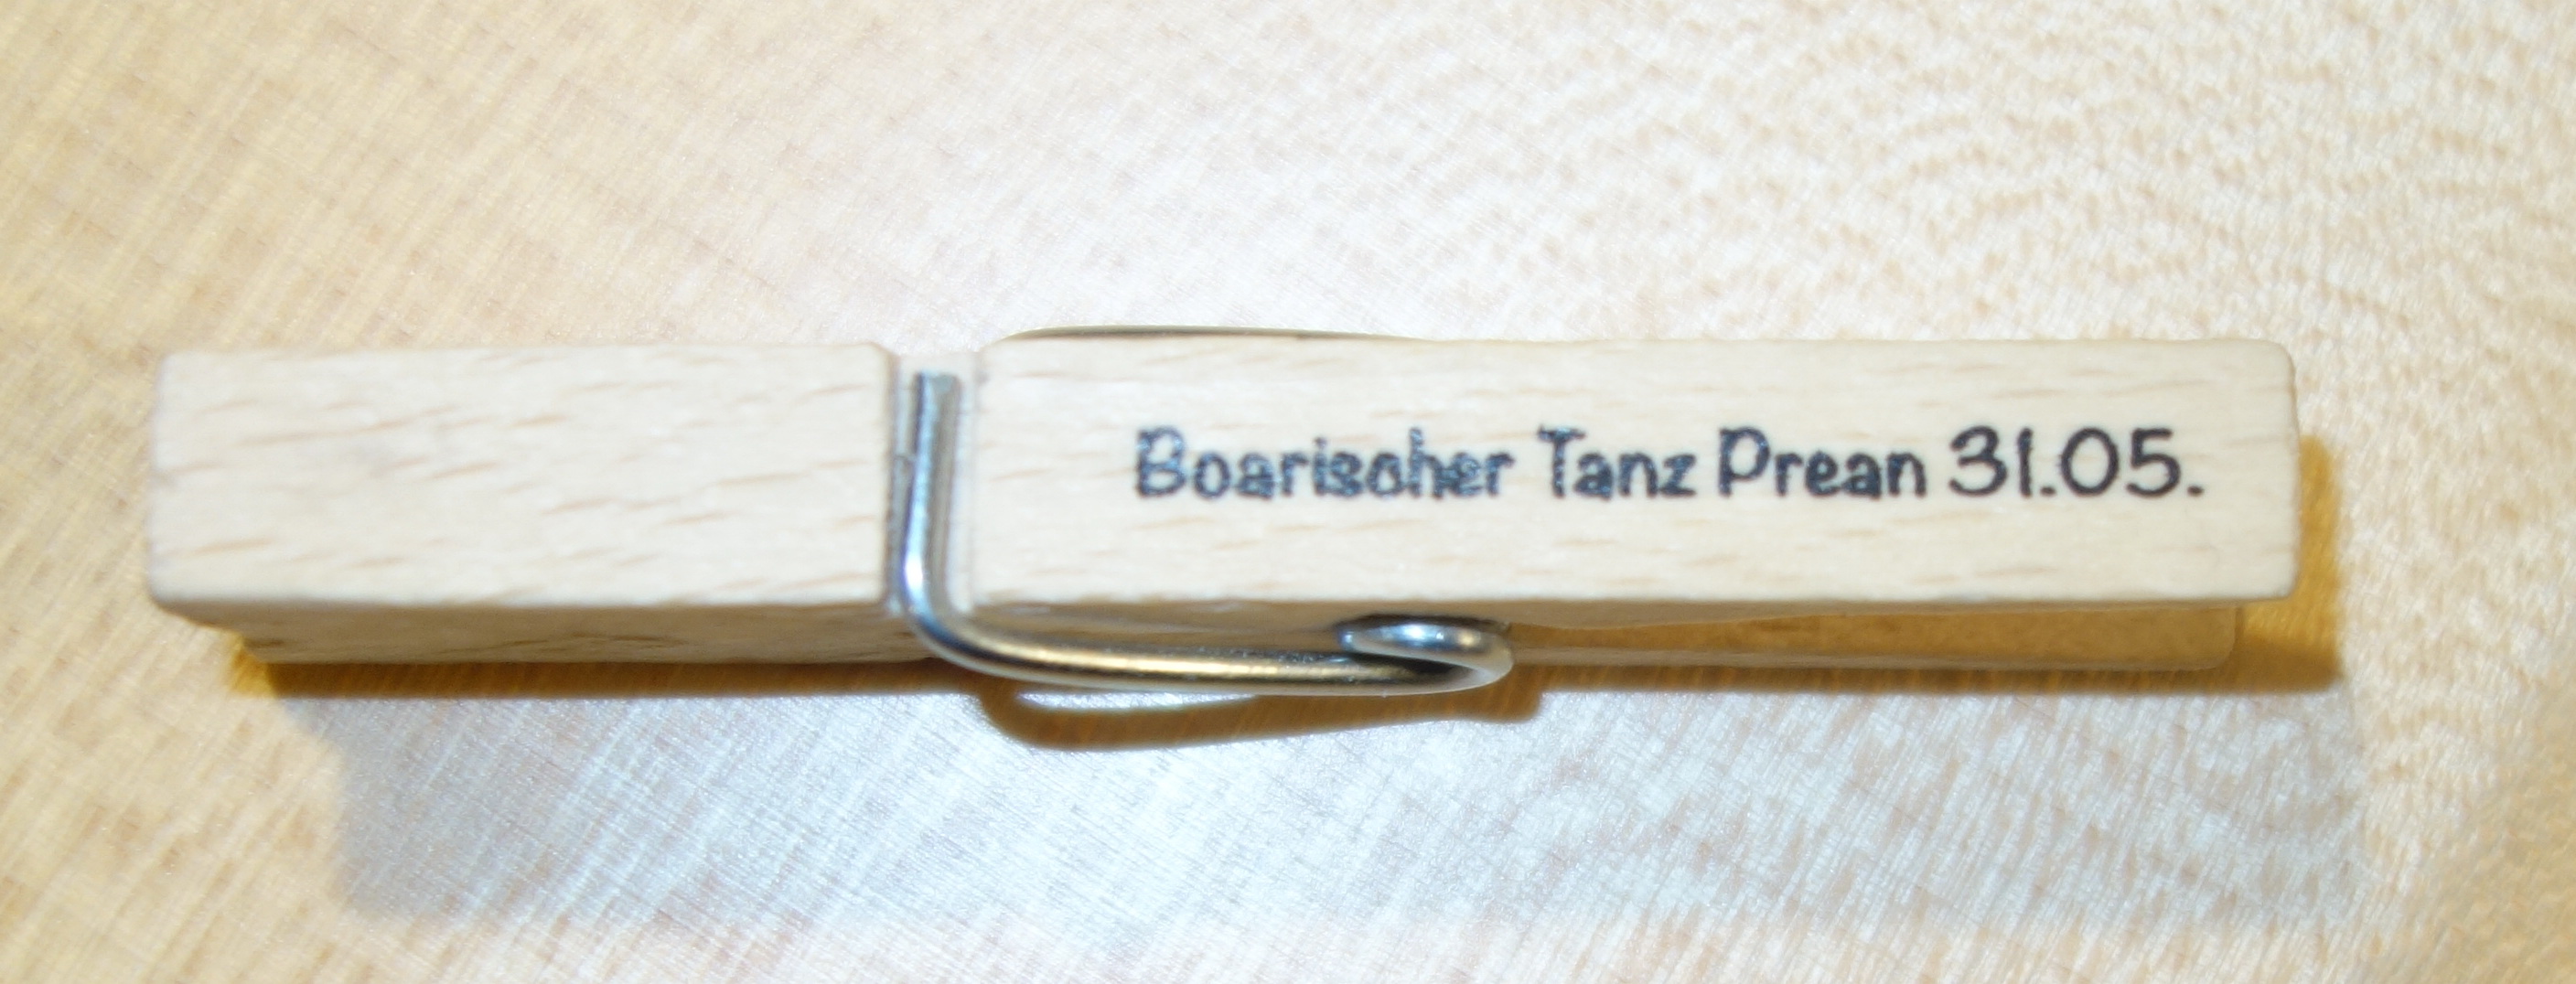 Boarischer Tanz Prean 31.05.